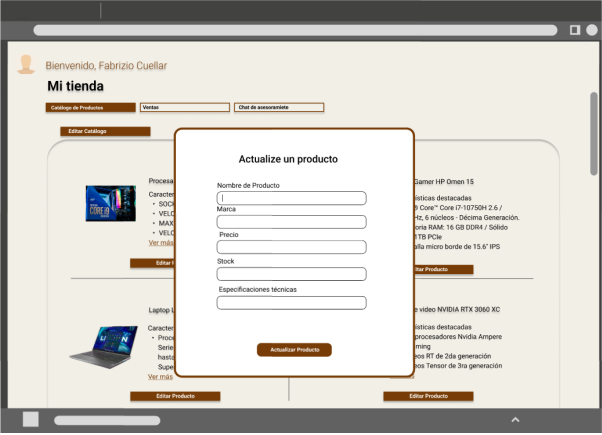 Bienvenido, Fabrizio Cuellar
Mi tienda
Catálogo de Productos
Ventas
Chat de asesoramiete
Editar Catálogo
Procesa
Caracter
• SOC
• VELO
• MAX
• VELO
Ver más
Editar
CORE i9
Actualize un producto
Nombre de Producto
Marca
Precio
Stock
Especificaciones técnicas
Actualizar Producto
Gamer HP Omen 15
ísticas destacadas
9 Core™ Core i7-10750H 2.6 /
Hz, 6 núcleos - Décima Generación.
oria RAM: 16 GB DDR4 / Sólido
1TB PCIe
alla micro borde de 15.6" IPS
itar Producto
Laptop L
Caracter
• Proce
Serie
hasta
Supe
Ver más
Editar Producto
e video NVIDIA RTX 3060 XC
ísticas destacadas
procesadores Nvidia Ampere
ming
eos RT de 2da generación
eos Tensor de 3ra generación
Editar Producto